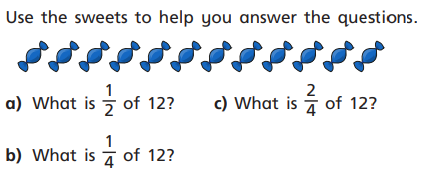 Use the sweets to help you answer the questions.
a) What is 1/2 of 12?
c) What is 2/4 of 12?
b) What is 1/4 of 12?